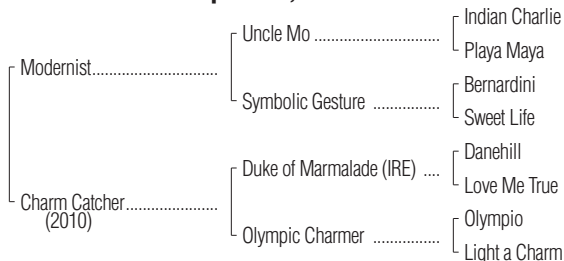 Indian Charlie
Uncle Mo
Playa Maya
Modernist
Bernardini
Symbolic Gesture
Sweet Life
Danehill
Duke of Marmalade (IRE)
Love Me True
Charm Catcher
(2010)
Olympio
Olympic Charmer
Light a Charm